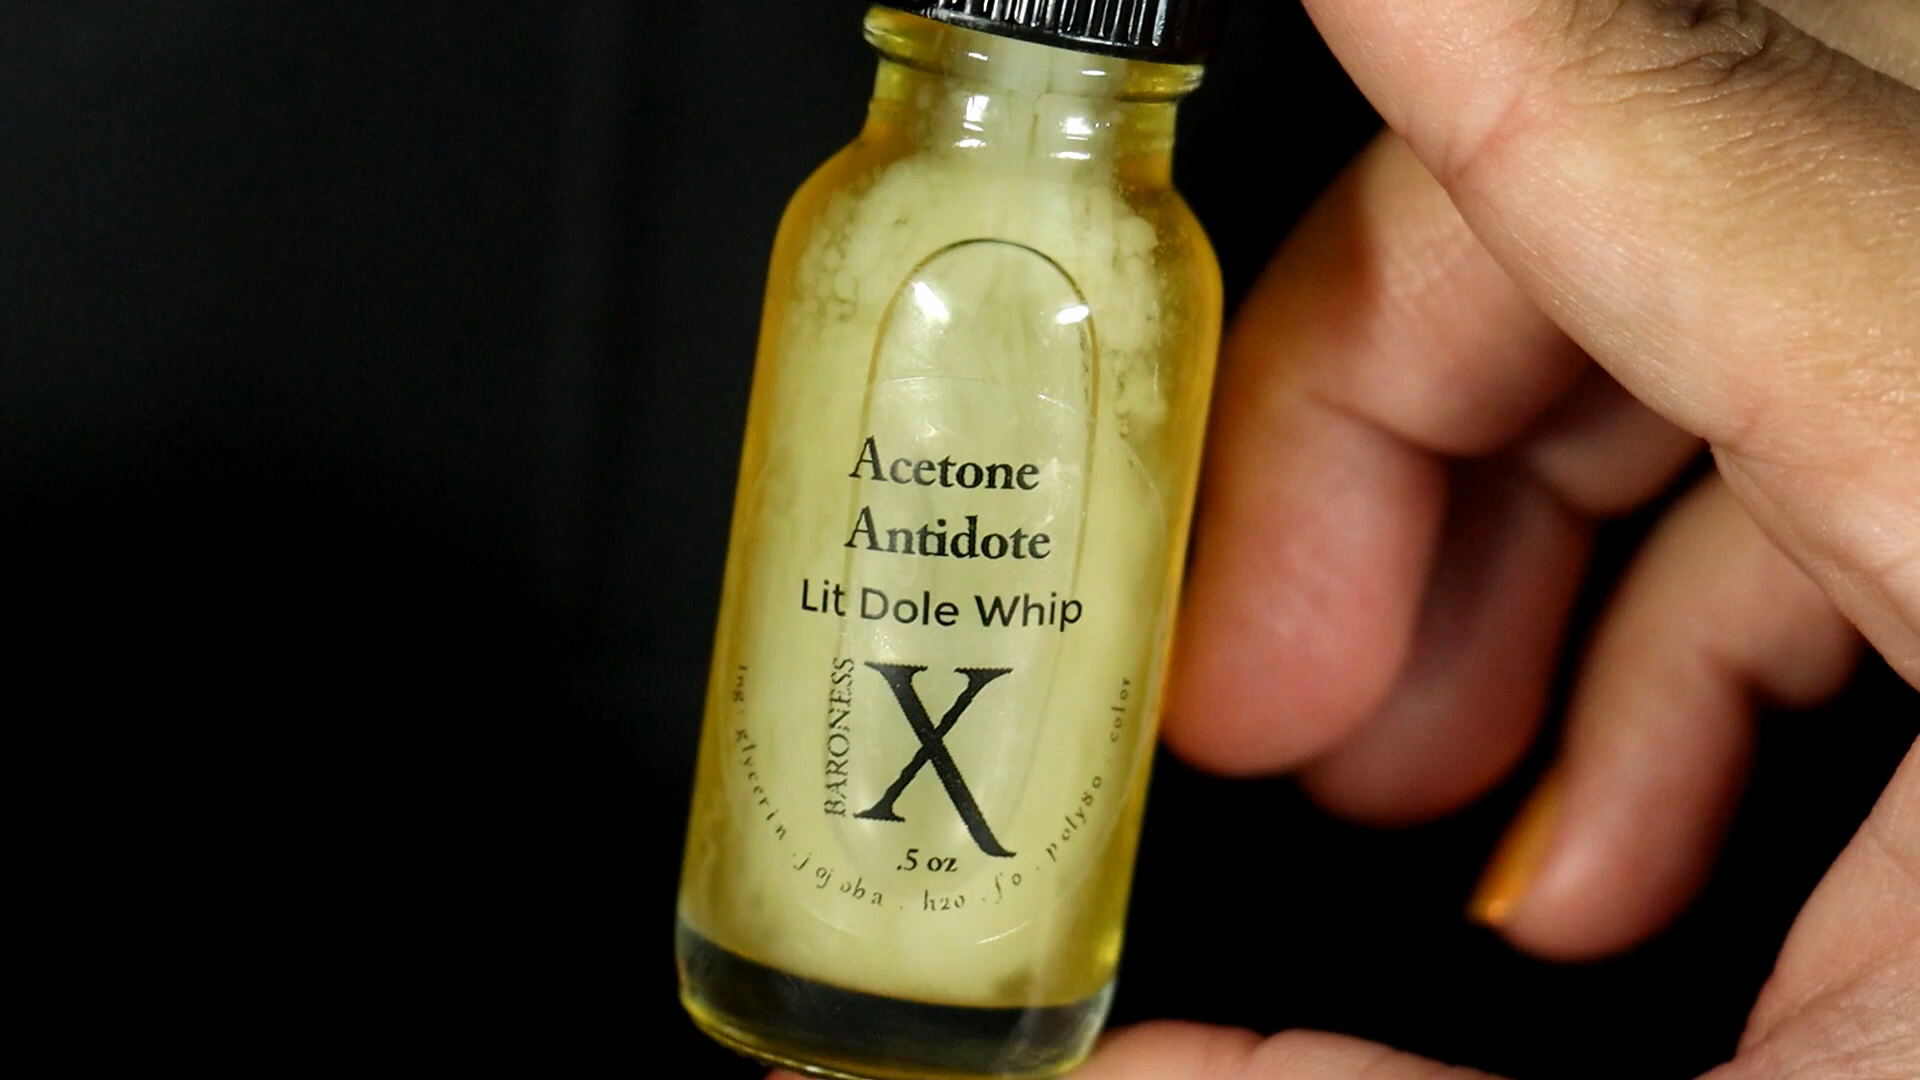 Acetone
Antidote
Lit Dole Whip
BARONESS
X
.5 oz
ing: glycerin . jojoba . h2o . fo . poly80 . color